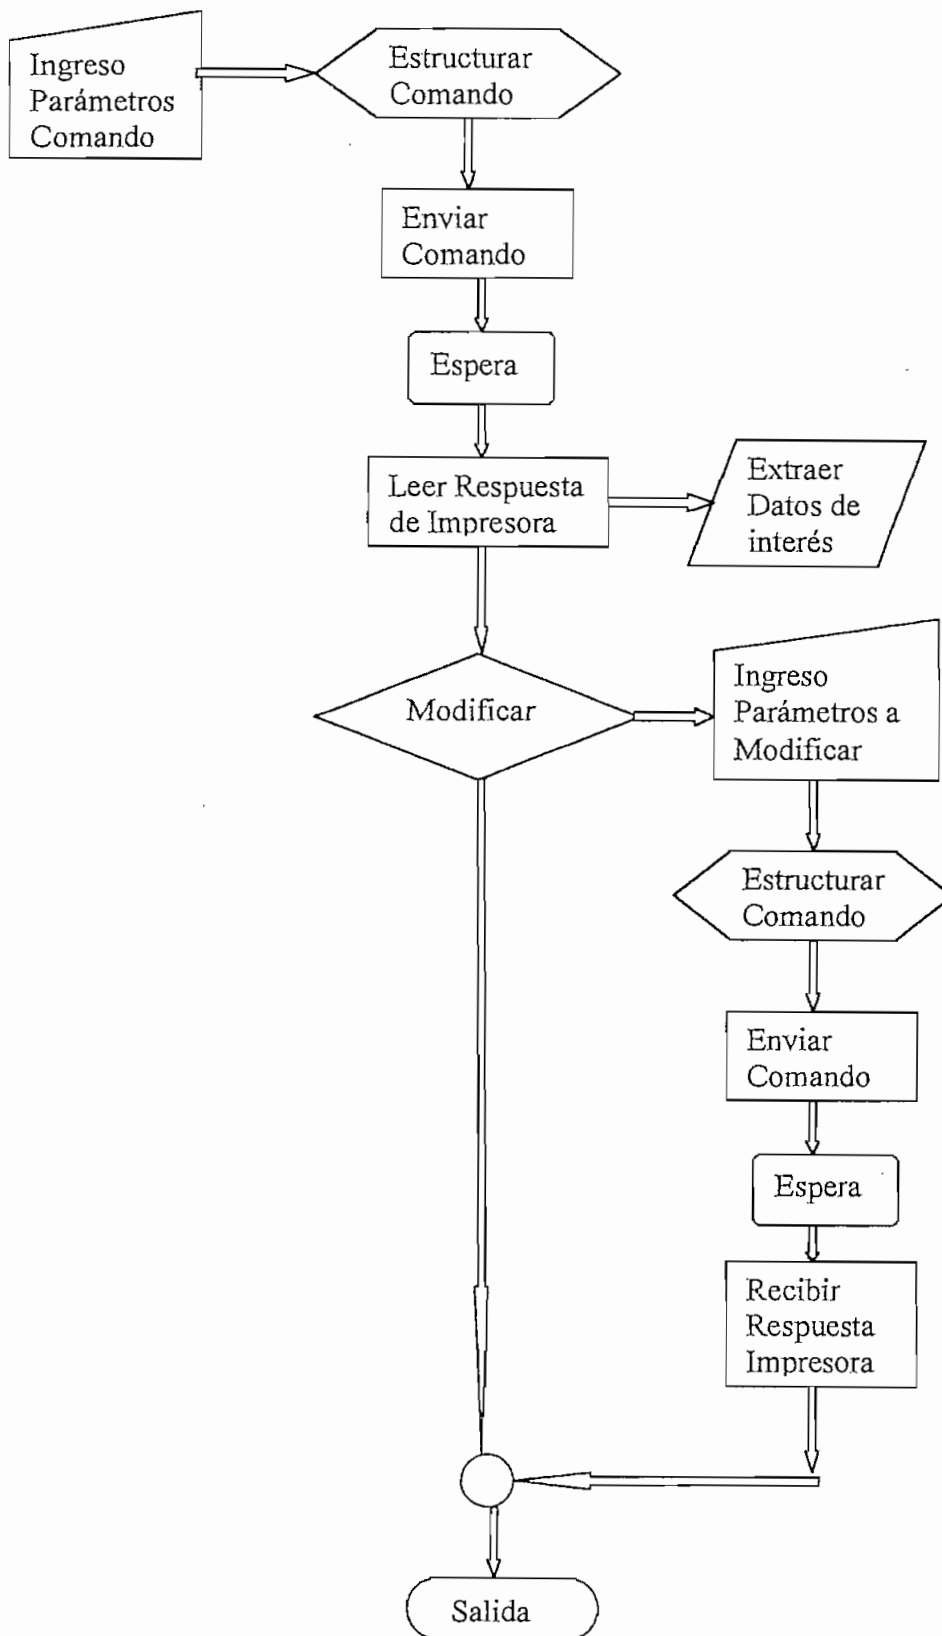 Ingreso
Parámetros
Comando
Estructurar
Comando
Enviar
Comando
Espera
Leer Respuesta
de Impresora
Extraer
Datos de
interés
Modificar
Ingreso
Parámetros a
Modificar
Estructurar
Comando
Enviar
Comando
Espera
Recibir
Respuesta
Impresora
Salida